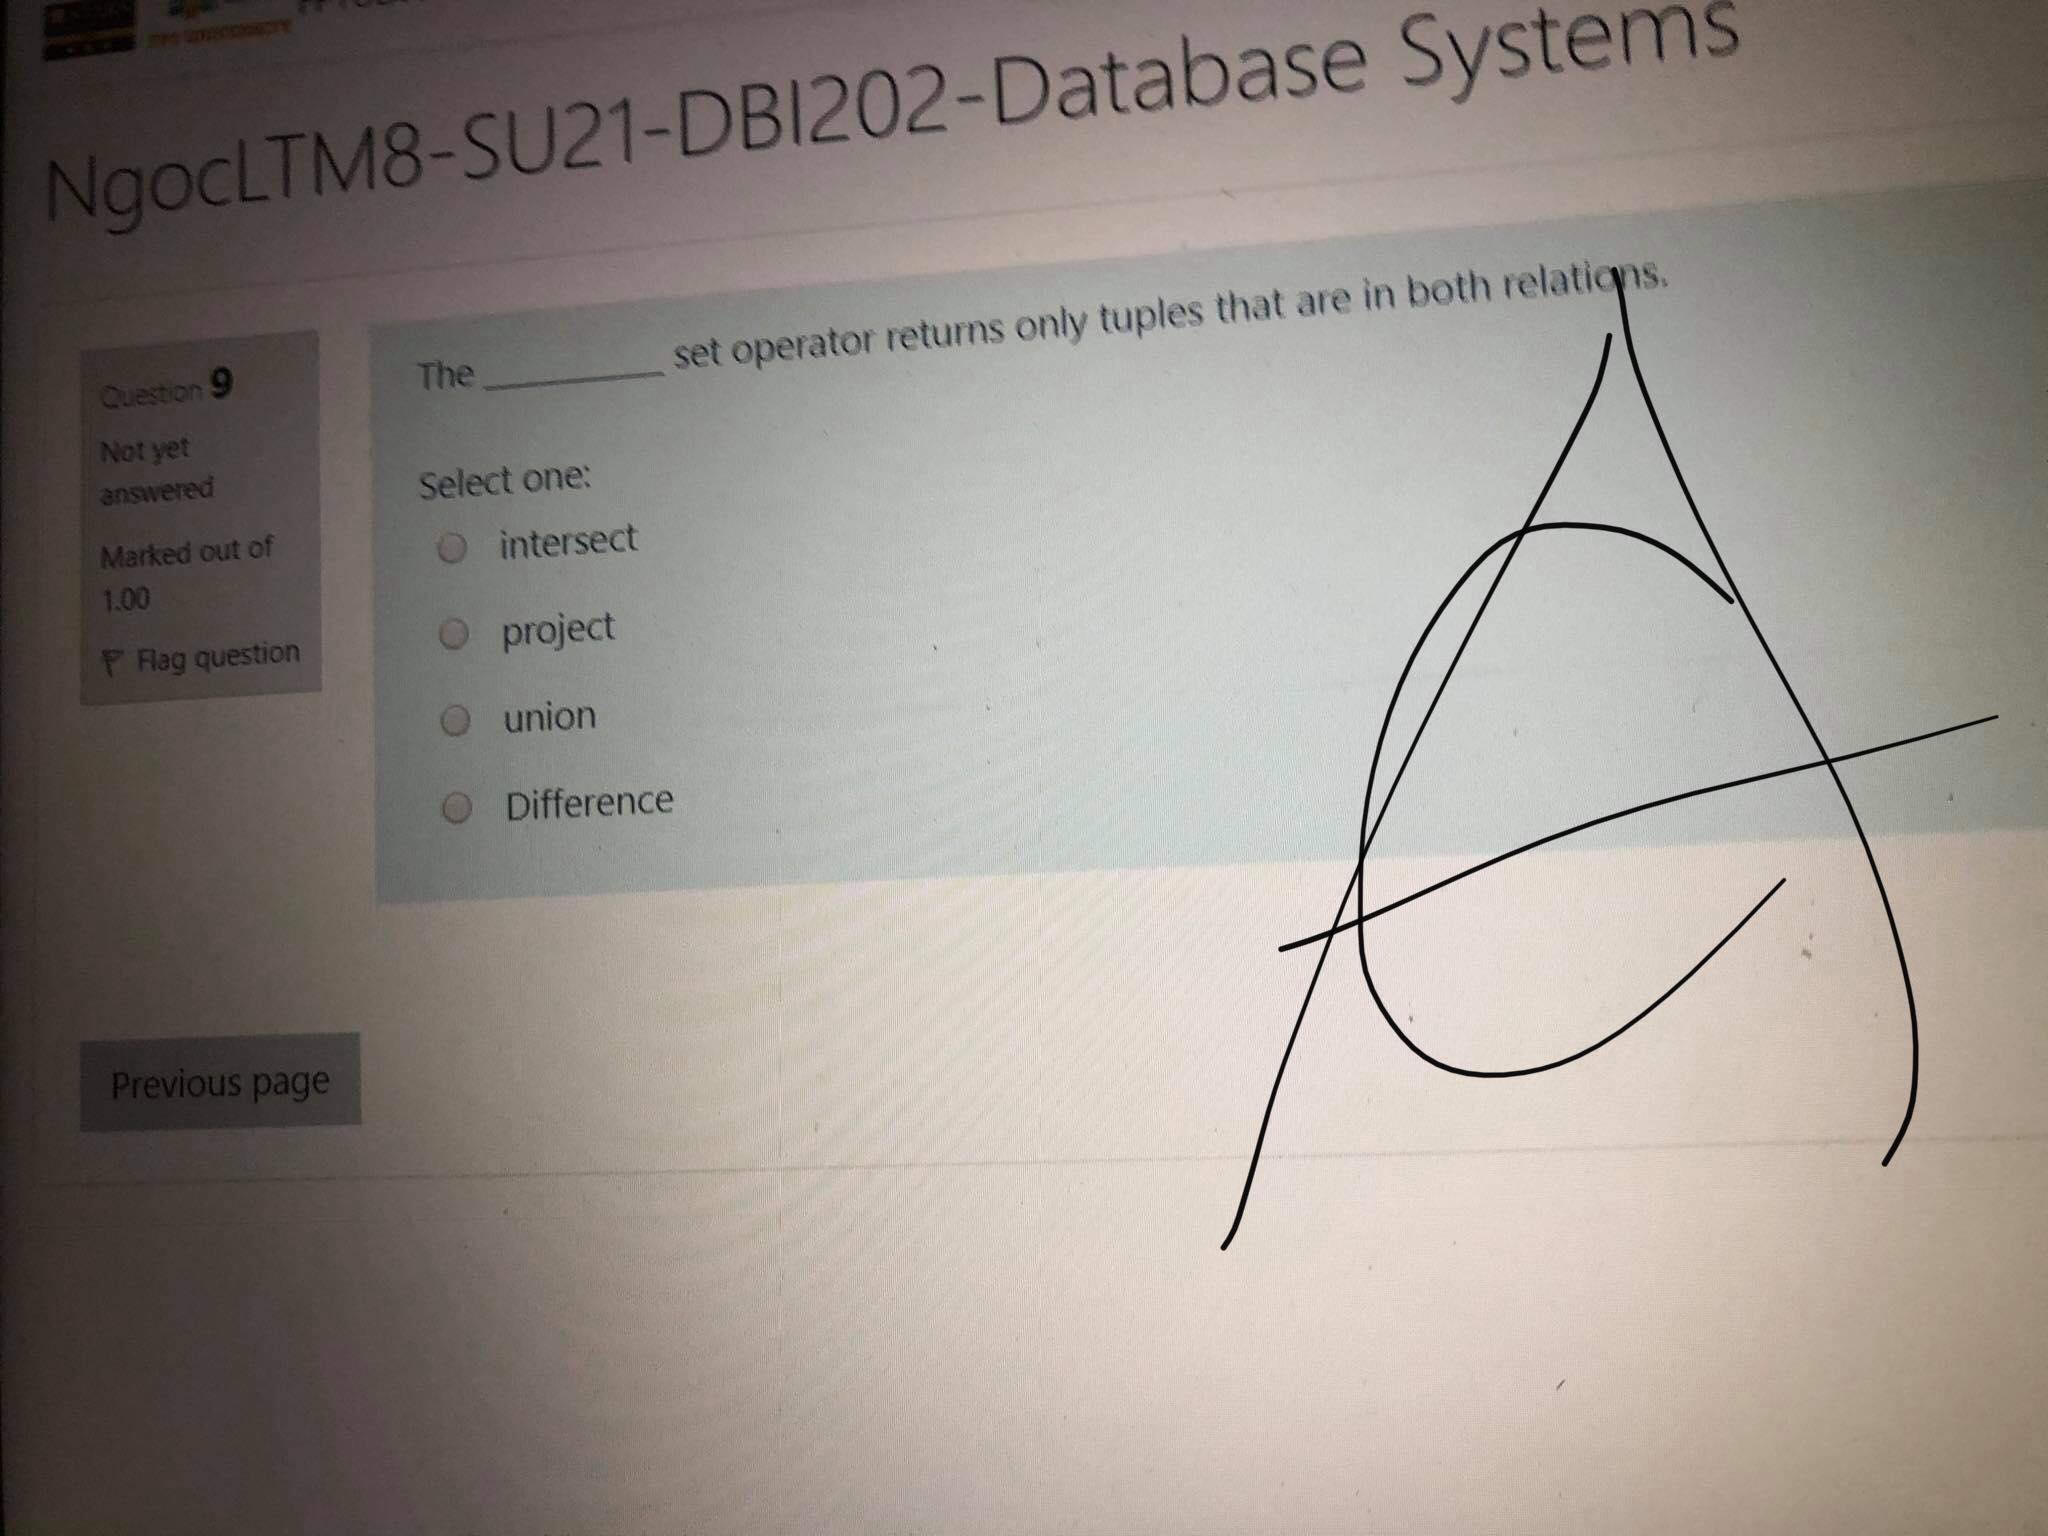 NgocLTM8-SU21-DBI202-Database Systems
Question 9
Not yet
answered
Marked out of
1.00
Flag question
The __________ set operator returns only tuples that are in both relations.
Select one:
intersect
project
union
Difference
Previous page